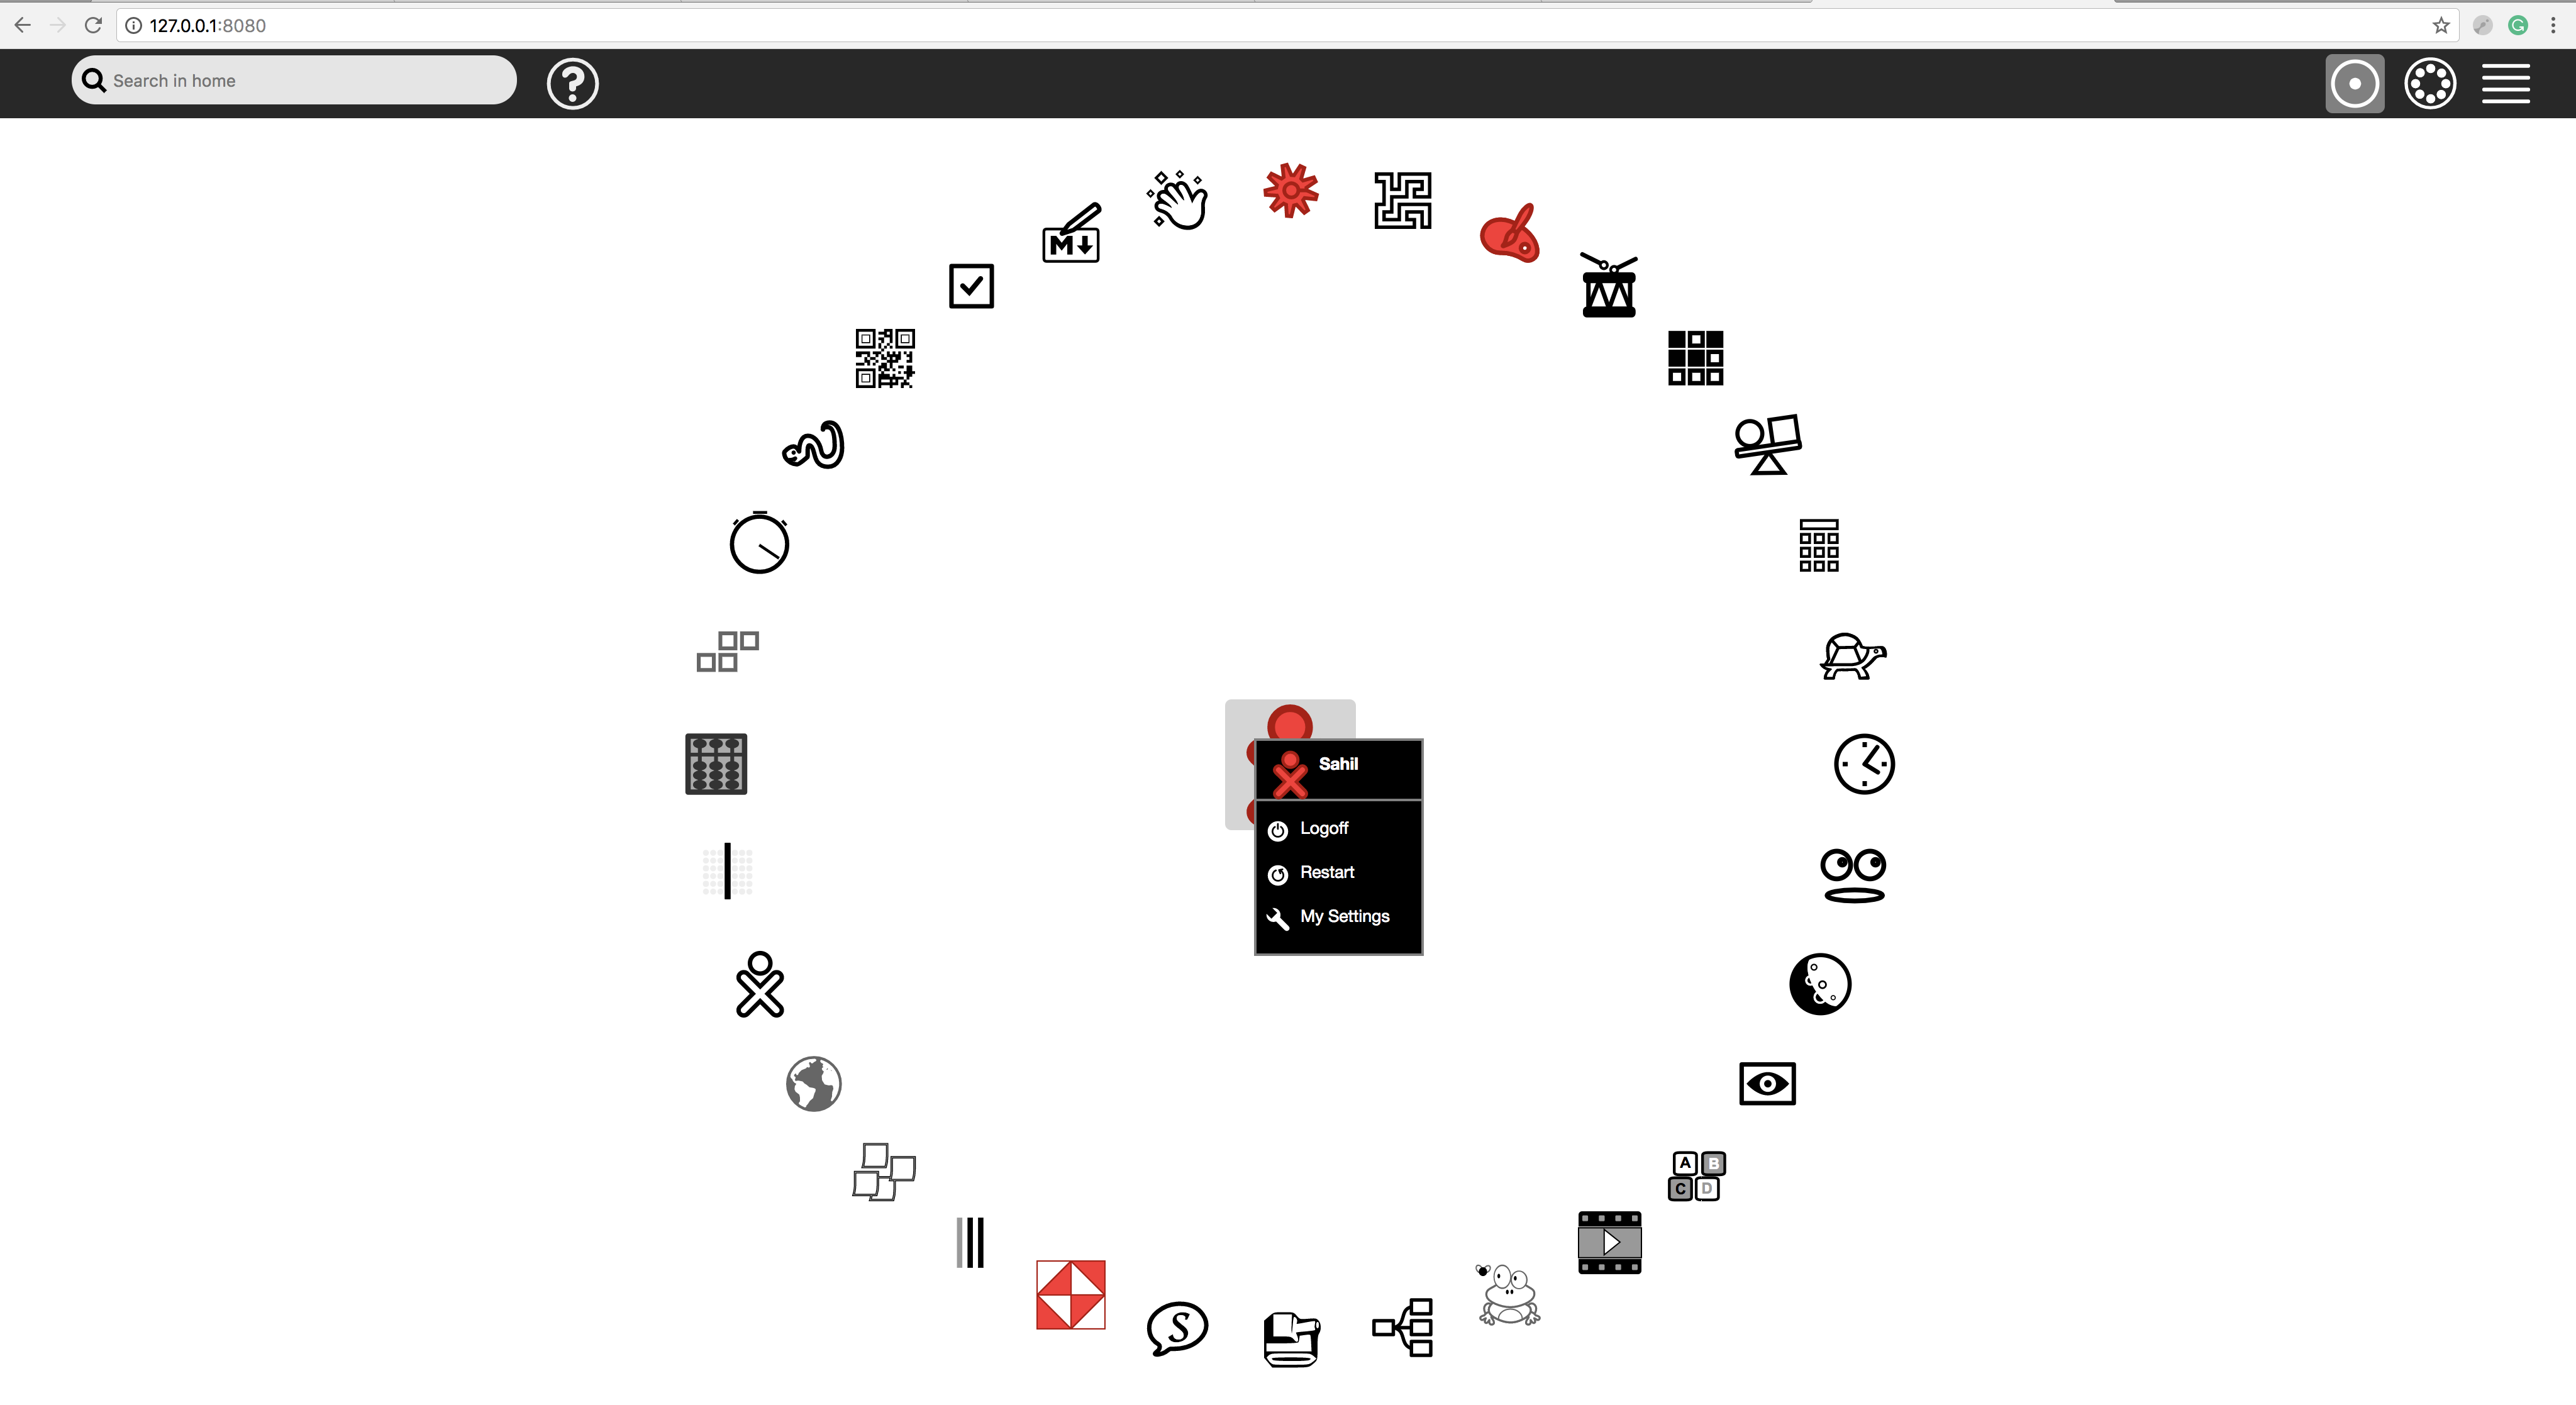 127.0.0.1:8080
Search in home
M
Sahil
Logoff
Restart
My Settings
A B
C D
S